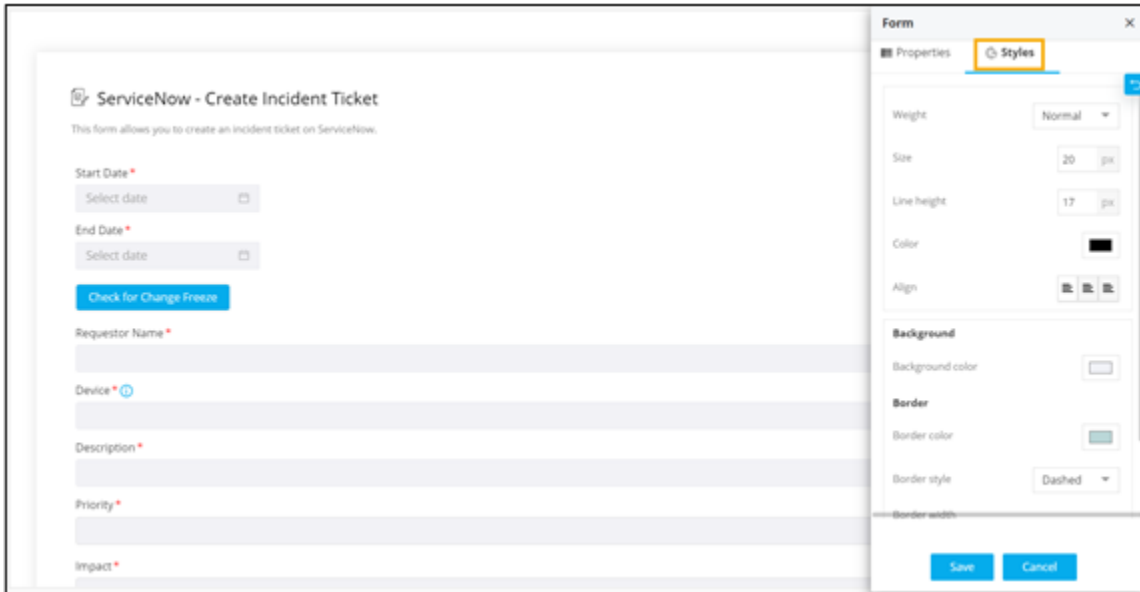 ServiceNow - Create Incident Ticket
This form allows you to create an incident ticket on ServiceNow.
Start Date*
Select date
End Date*
Select date
Check for Change Freeze
Requestor Name*
Device*
Description*
Priority*
Impact*
Form
Properties Styles
Weight Normal
Size 20 px
Line height 17 px
Color
Align
Background
Background color
Border
Border color
Border style Dashed
Border width
Save Cancel